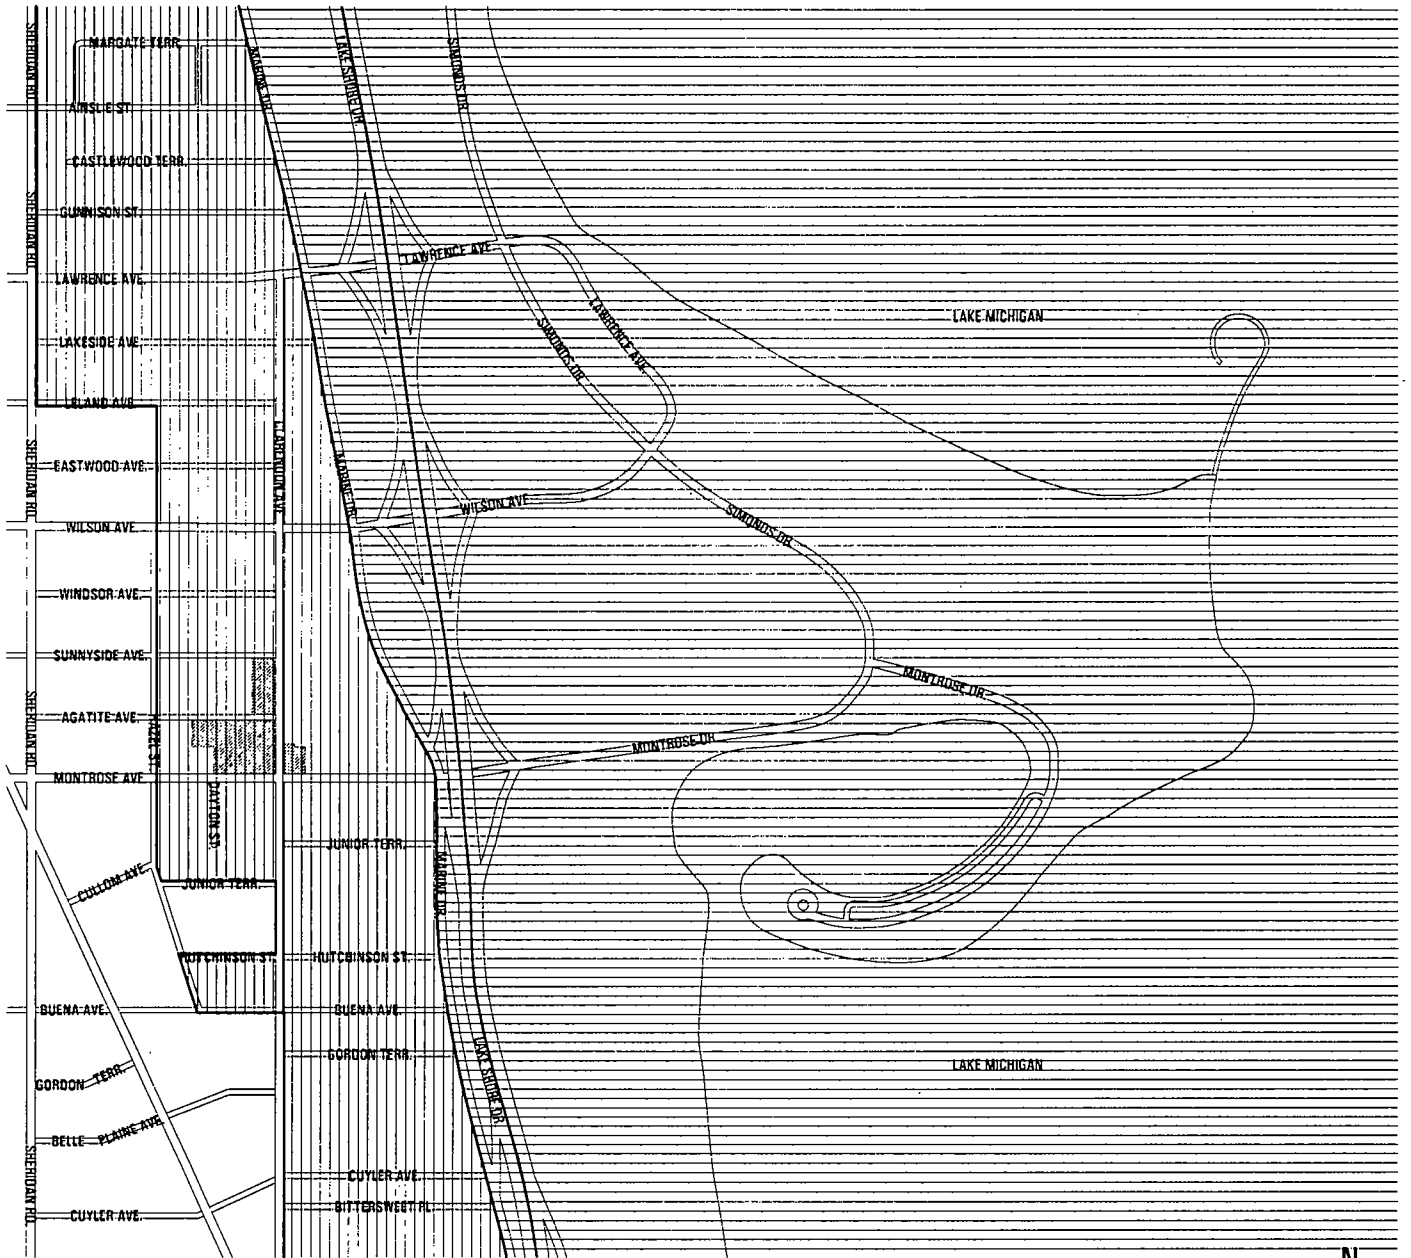 SHERIDAN RD.
MARGATE TERR.
MARINE DR.
LAKE SHORE DR.
SIMONDS DR.
AINSLIE ST.
CASTLEWOOD TERR.
SHERIDAN RD.
GUNNISON ST.
LAWRENCE AVE.
LAWRENCE AVE.
LAWRENCE AVE.
SIMONDS DR.
LAKE MICHIGAN
LAKESIDE AVE.
LELAND AVE.
SHERIDAN RD.
EASTWOOD AVE.
CLARENDON AVE.
MARINE DR.
WILSON AVE.
WILSON AVE.
SIMONDS DR.
WINDSOR AVE.
SUNNYSIDE AVE.
SHERIDAN RD.
AGATITE AVE.
HAZEL ST.
MONTROSE DR.
MONTROSE DR.
MONTROSE AVE.
DAYTON ST.
JUNIOR TERR.
MARINE DR.
CULLOM AVE.
JUNIOR TERR.
HUTCHINSON ST.
HUTCHINSON ST.
BUENA AVE.
BUENA AVE.
GORDON TERR.
LAKE SHORE DR.
LAKE MICHIGAN
GORDON TERR.
BELLE PLAINE AVE.
SHERIDAN RD.
CUYLER AVE.
BITTERSWEET PL.
CUYLER AVE.
N